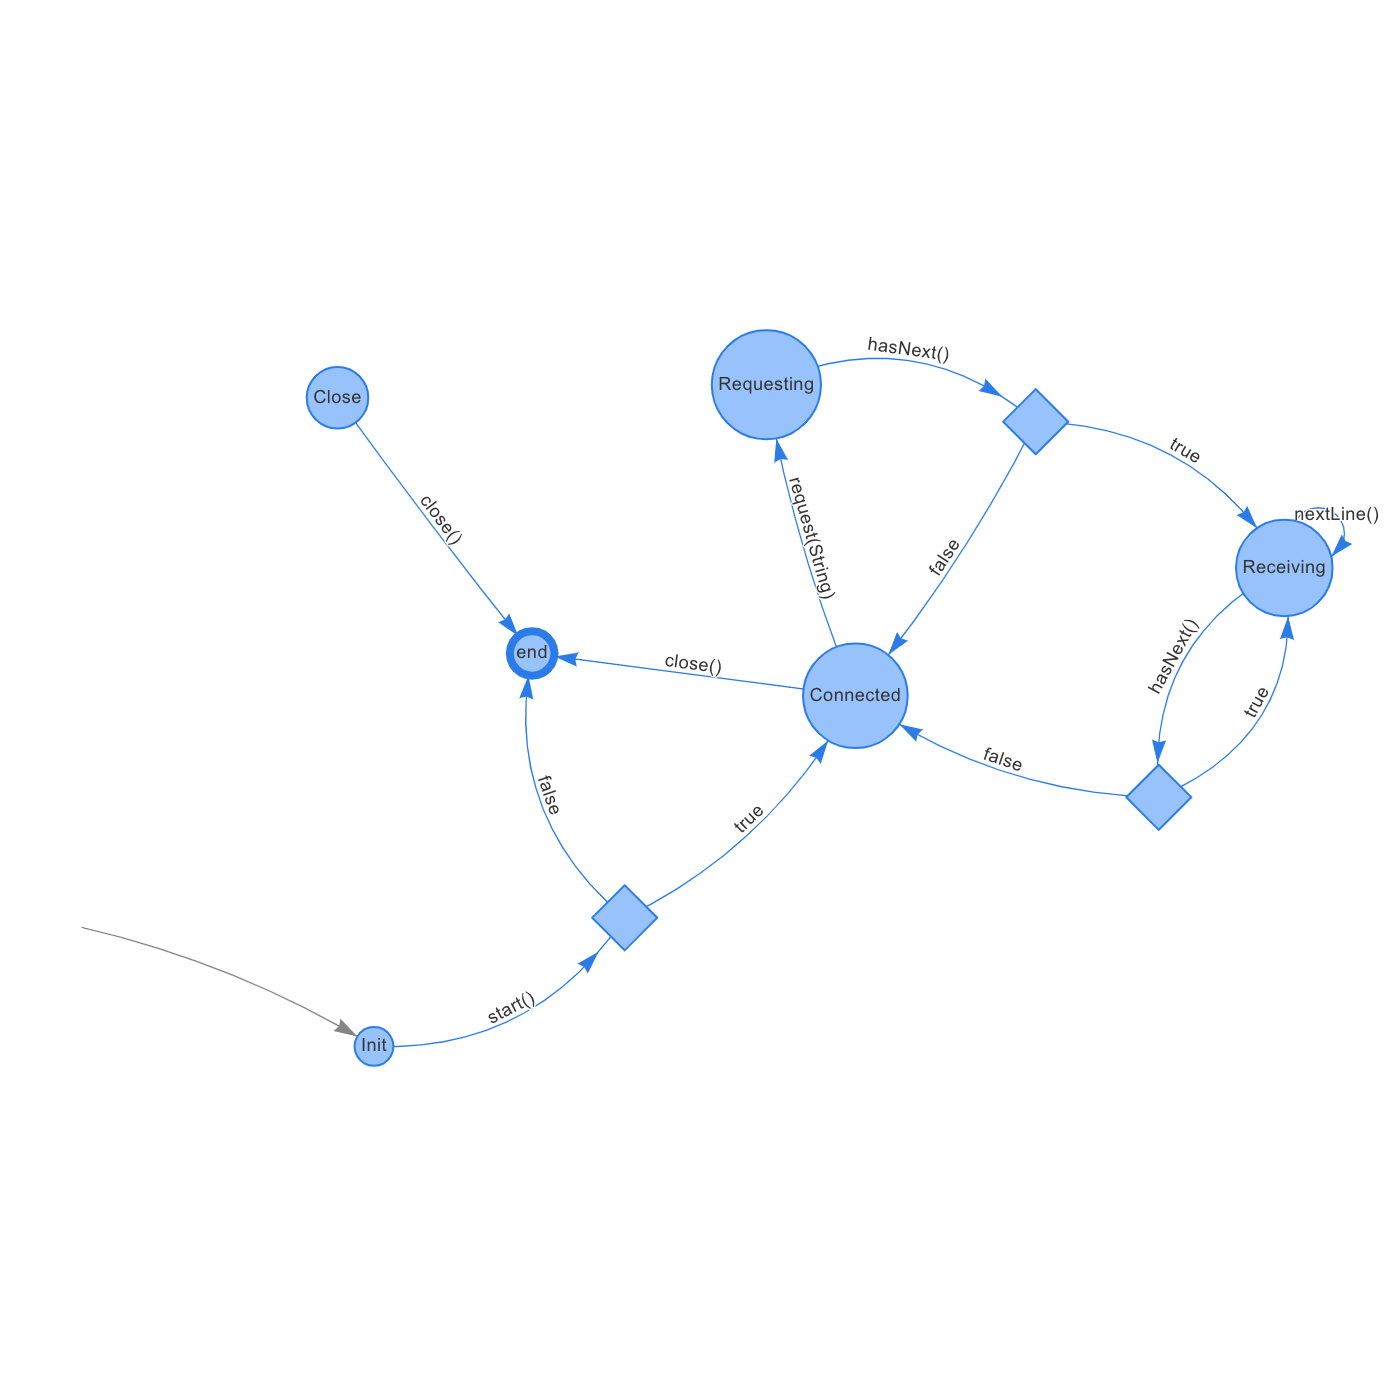 hasNext()
Requesting
Close
true
close()
nextLine()
request(String)
false
Receiving
hasNext()
end
close()
Connected
true
false
false
true
start()
Init